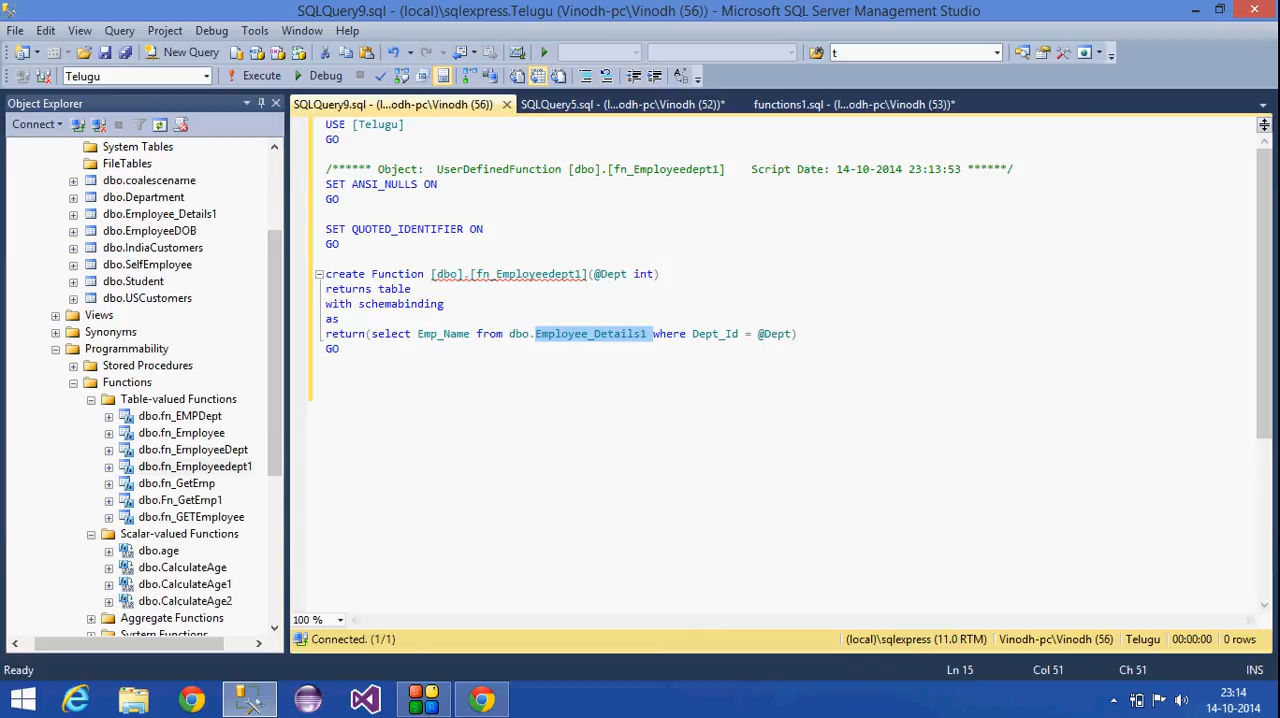 SQLQuery9.sql - (local)\sqlexpress.Telugu (Vinodh-pc\Vinodh (56)) - Microsoft SQL Server Management Studio
File Edit View Query Project Debug Tools Window Help
New Query t
Telugu Execute Debug
Object Explorer
Connect
System Tables
FileTables
dbo.coalescename
dbo.Department
dbo.Employee_Details1
dbo.EmployeeDOB
dbo.IndiaCustomers
dbo.SelfEmployee
dbo.Student
dbo.USCustomers
Views
Synonyms
Programmability
Stored Procedures
Functions
Table-valued Functions
dbo.fn_EMPDept
dbo.fn_Employee
dbo.fn_EmployeeDept
dbo.fn_Employeedept1
dbo.fn_GetEmp
dbo.Fn_GetEmp1
dbo.fn_GETEmployee
Scalar-valued Functions
dbo.age
dbo.CalculateAge
dbo.CalculateAge1
dbo.CalculateAge2
Aggregate Functions
System Functions
SQLQuery9.sql - (l...odh-pc\Vinodh (56)) SQLQuery5.sql - (l...odh-pc\Vinodh (52))* functions1.sql - (l...odh-pc\Vinodh (53))*
USE [Telugu]
GO
/****** Object: UserDefinedFunction [dbo].[fn_Employeedept1] Script Date: 14-10-2014 23:13:53 ******/
SET ANSI_NULLS ON
GO
SET QUOTED_IDENTIFIER ON
GO
create Function [dbo].[fn_Employeedept1](@Dept int)
returns table
with schemabinding
as
return(select Emp_Name from dbo.Employee_Details1 where Dept_Id = @Dept)
GO
100 %
Connected. (1/1) (local)\sqlexpress (11.0 RTM) Vinodh-pc\Vinodh (56) Telugu 00:00:00 0 rows
Ready Ln 15 Col 51 Ch 51 INS
23:14
14-10-2014